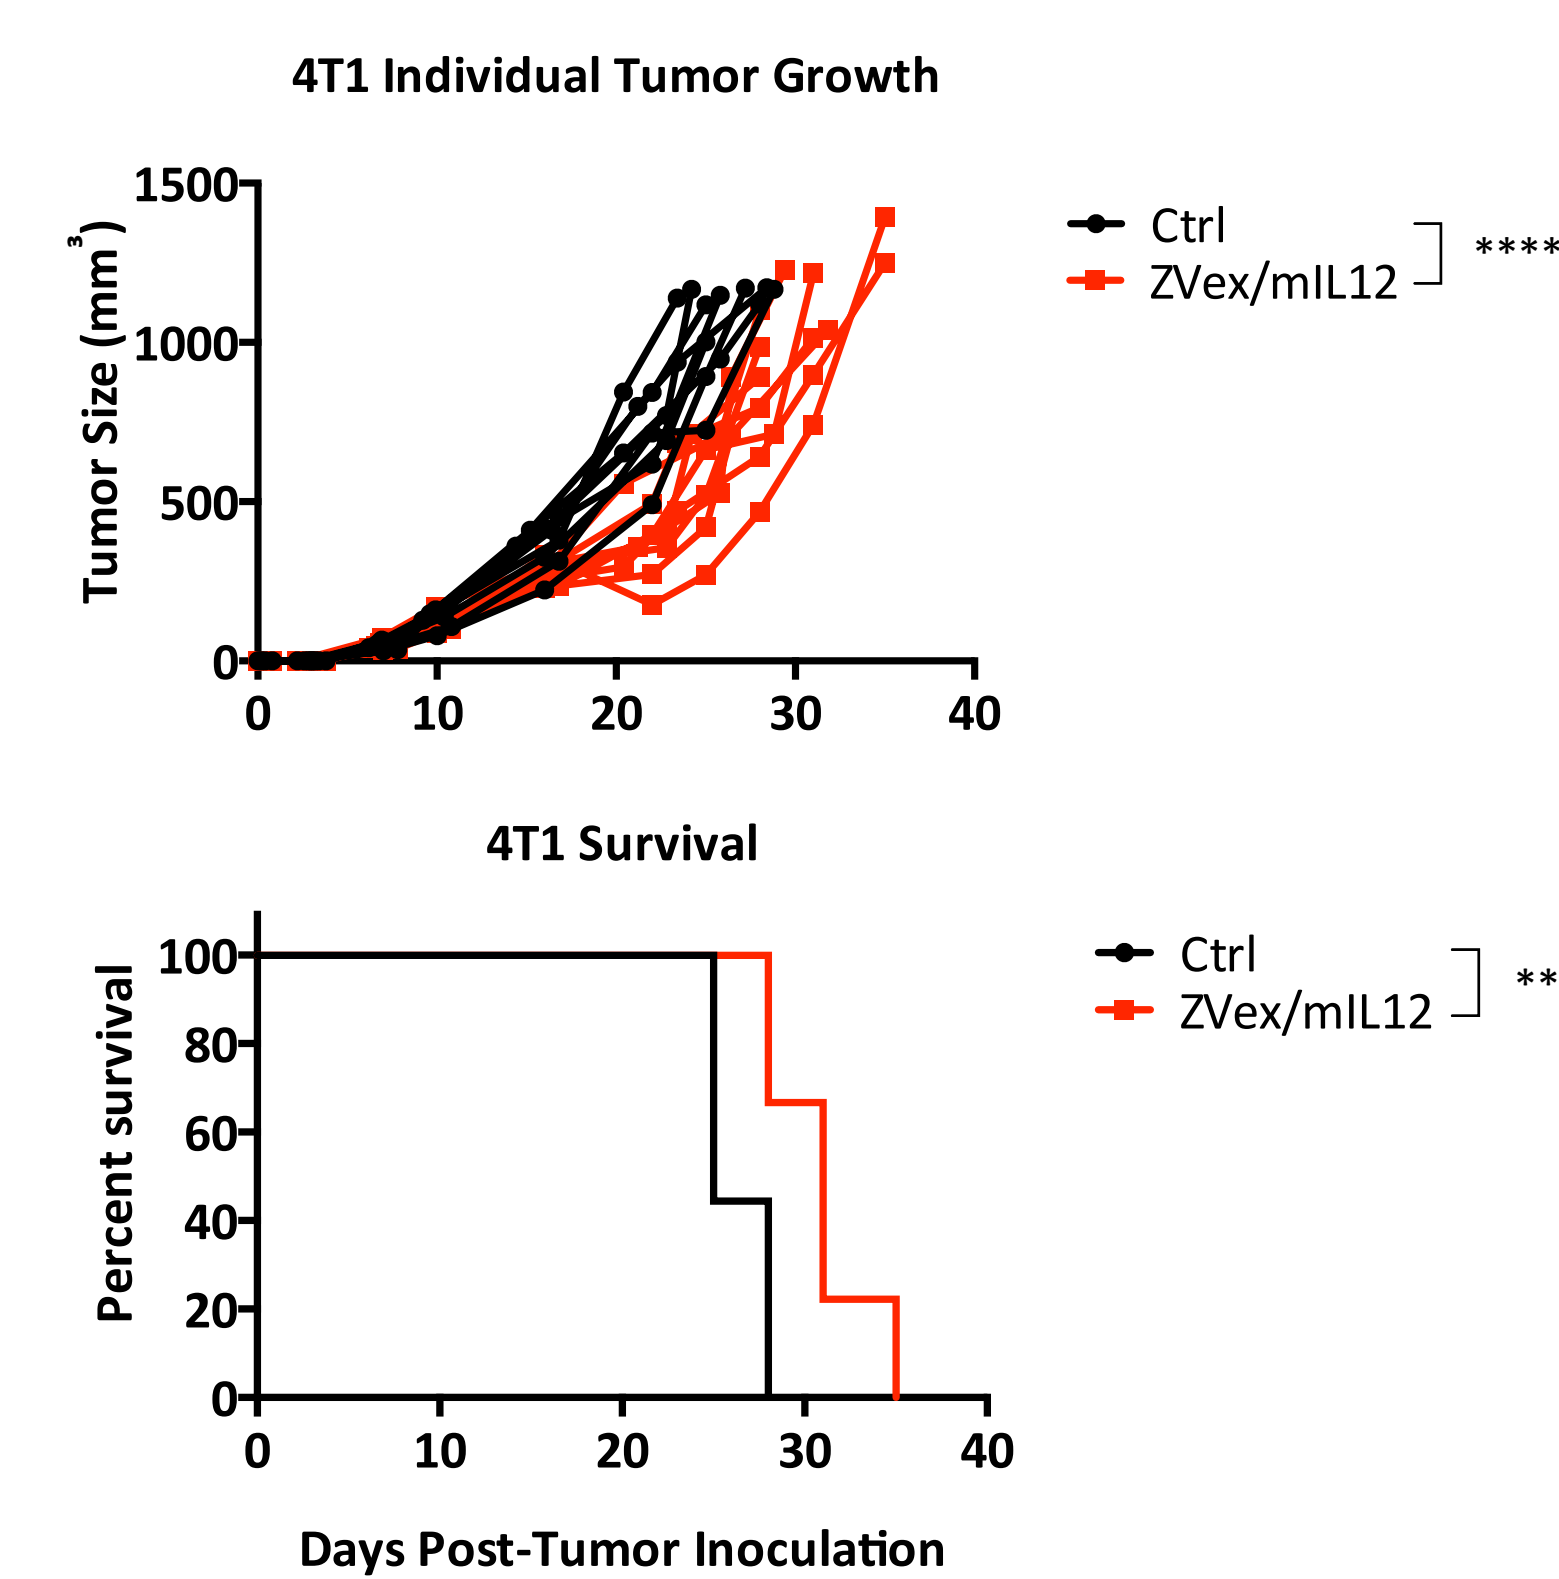 4T1 Individual Tumor Growth
Tumor Size (mm³)
1500
1000
500
0
0 10 20 30 40
Ctrl
ZVex/mIL12
****
4T1 Survival
Percent survival
100
80
60
40
20
0
0 10 20 30 40
Ctrl
ZVex/mIL12
**
Days Post-Tumor Inoculation